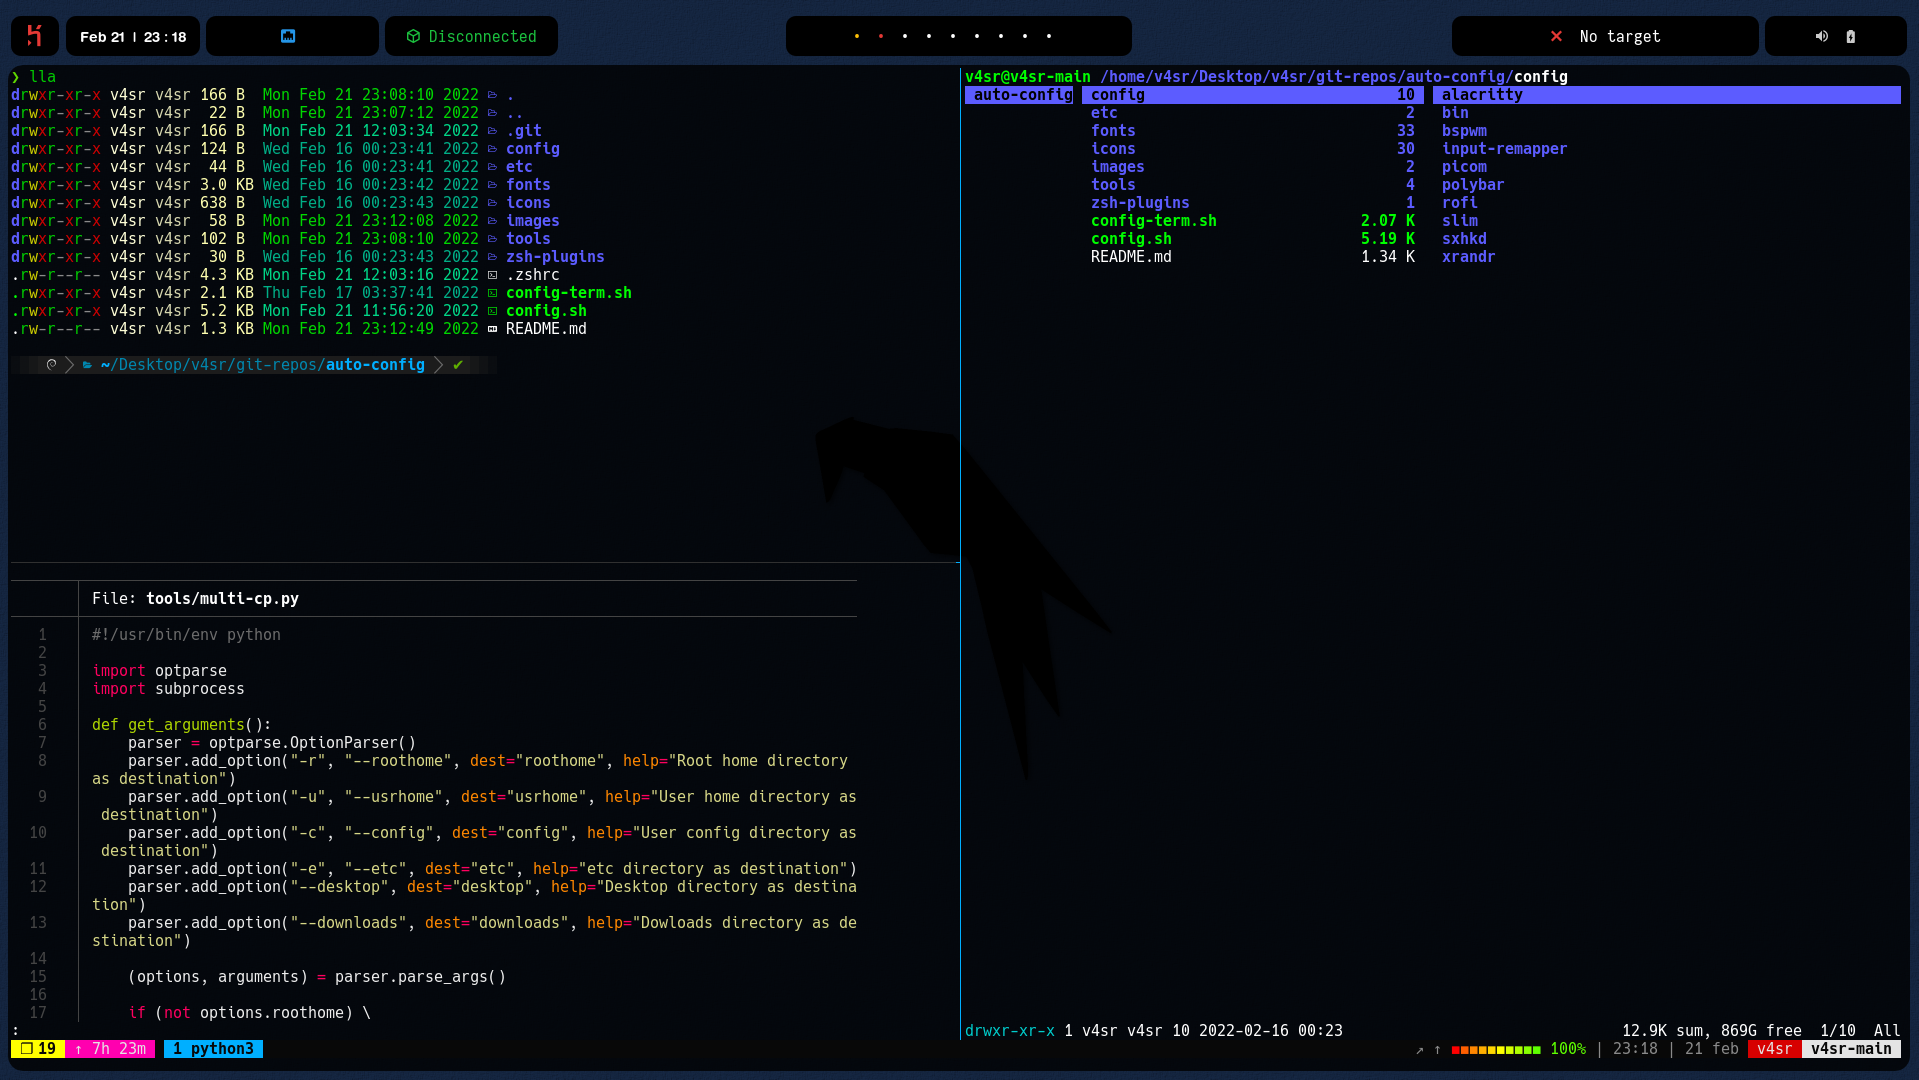 Feb 21 | 23:18
Disconnected
No target
❯ lla
drwxr-xr-x v4sr v4sr 166 B Mon Feb 21 23:08:10 2022 .
drwxr-xr-x v4sr v4sr 22 B Mon Feb 21 23:07:12 2022 ..
drwxr-xr-x v4sr v4sr 166 B Mon Feb 21 12:03:34 2022 .git
drwxr-xr-x v4sr v4sr 124 B Wed Feb 16 00:23:41 2022 config
drwxr-xr-x v4sr v4sr 44 B Wed Feb 16 00:23:41 2022 etc
drwxr-xr-x v4sr v4sr 3.0 KB Wed Feb 16 00:23:42 2022 fonts
drwxr-xr-x v4sr v4sr 638 B Wed Feb 16 00:23:43 2022 icons
drwxr-xr-x v4sr v4sr 58 B Mon Feb 21 23:12:08 2022 images
drwxr-xr-x v4sr v4sr 102 B Mon Feb 21 23:08:10 2022 tools
drwxr-xr-x v4sr v4sr 30 B Wed Feb 16 00:23:43 2022 zsh-plugins
.rw-r--r-- v4sr v4sr 4.3 KB Mon Feb 21 12:03:16 2022 .zshrc
.rwxr-xr-x v4sr v4sr 2.1 KB Thu Feb 17 03:37:41 2022 config-term.sh
.rwxr-xr-x v4sr v4sr 5.2 KB Mon Feb 21 11:56:20 2022 config.sh
.rw-r--r-- v4sr v4sr 1.3 KB Mon Feb 21 23:12:49 2022 README.md
~/Desktop/v4sr/git-repos/auto-config ✔
File: tools/multi-cp.py
1 #!/usr/bin/env python
2
3 import optparse
4 import subprocess
5
6 def get_arguments():
7 parser = optparse.OptionParser()
8 parser.add_option("-r", "--roothome", dest="roothome", help="Root home directory
as destination")
9 parser.add_option("-u", "--usrhome", dest="usrhome", help="User home directory as
destination")
10 parser.add_option("-c", "--config", dest="config", help="User config directory as
destination")
11 parser.add_option("-e", "--etc", dest="etc", help="etc directory as destination")
12 parser.add_option("--desktop", dest="desktop", help="Desktop directory as destina
tion")
13 parser.add_option("--downloads", dest="downloads", help="Dowloads directory as de
stination")
14
15 (options, arguments) = parser.parse_args()
16
17 if (not options.roothome) \
:
v4sr@v4sr-main /home/v4sr/Desktop/v4sr/git-repos/auto-config/config
auto-config config 10 alacritty
etc 2 bin
fonts 33 bspwm
icons 30 input-remapper
images 2 picom
tools 4 polybar
zsh-plugins 1 rofi
config-term.sh 2.07 K slim
config.sh 5.19 K sxhkd
README.md 1.34 K xrandr
drwxr-xr-x 1 v4sr v4sr 10 2022-02-16 00:23 12.9K sum, 869G free 1/10 All
❐ 19 ↑ 7h 23m 1 python3 ↗ ↑ 100% | 23:18 | 21 feb v4sr v4sr-main